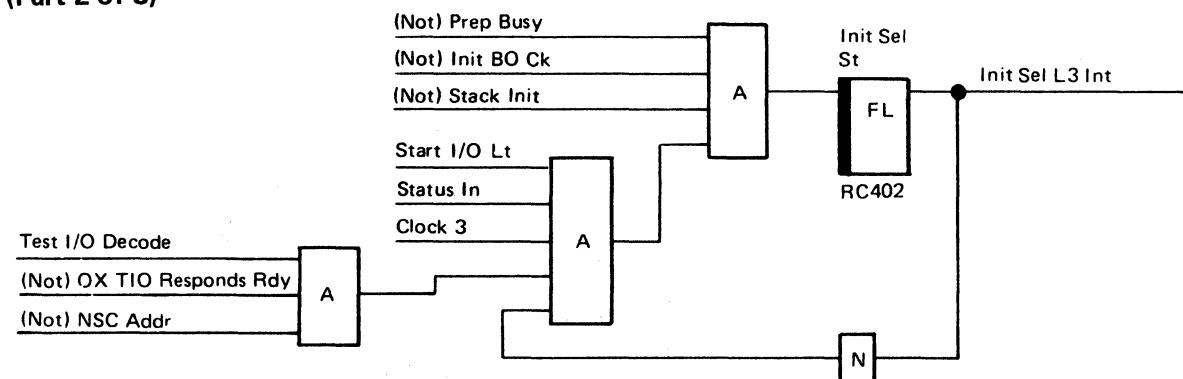 (Part 2 of 3)
(Not) Prep Busy
(Not) Init BO Ck
(Not) Stack Init
A
Init Sel
St
FL
RC402
Init Sel L3 Int
Start I/O Lt
Status In
Clock 3
A
Test I/O Decode
(Not) OX TIO Responds Rdy
(Not) NSC Addr
A
N